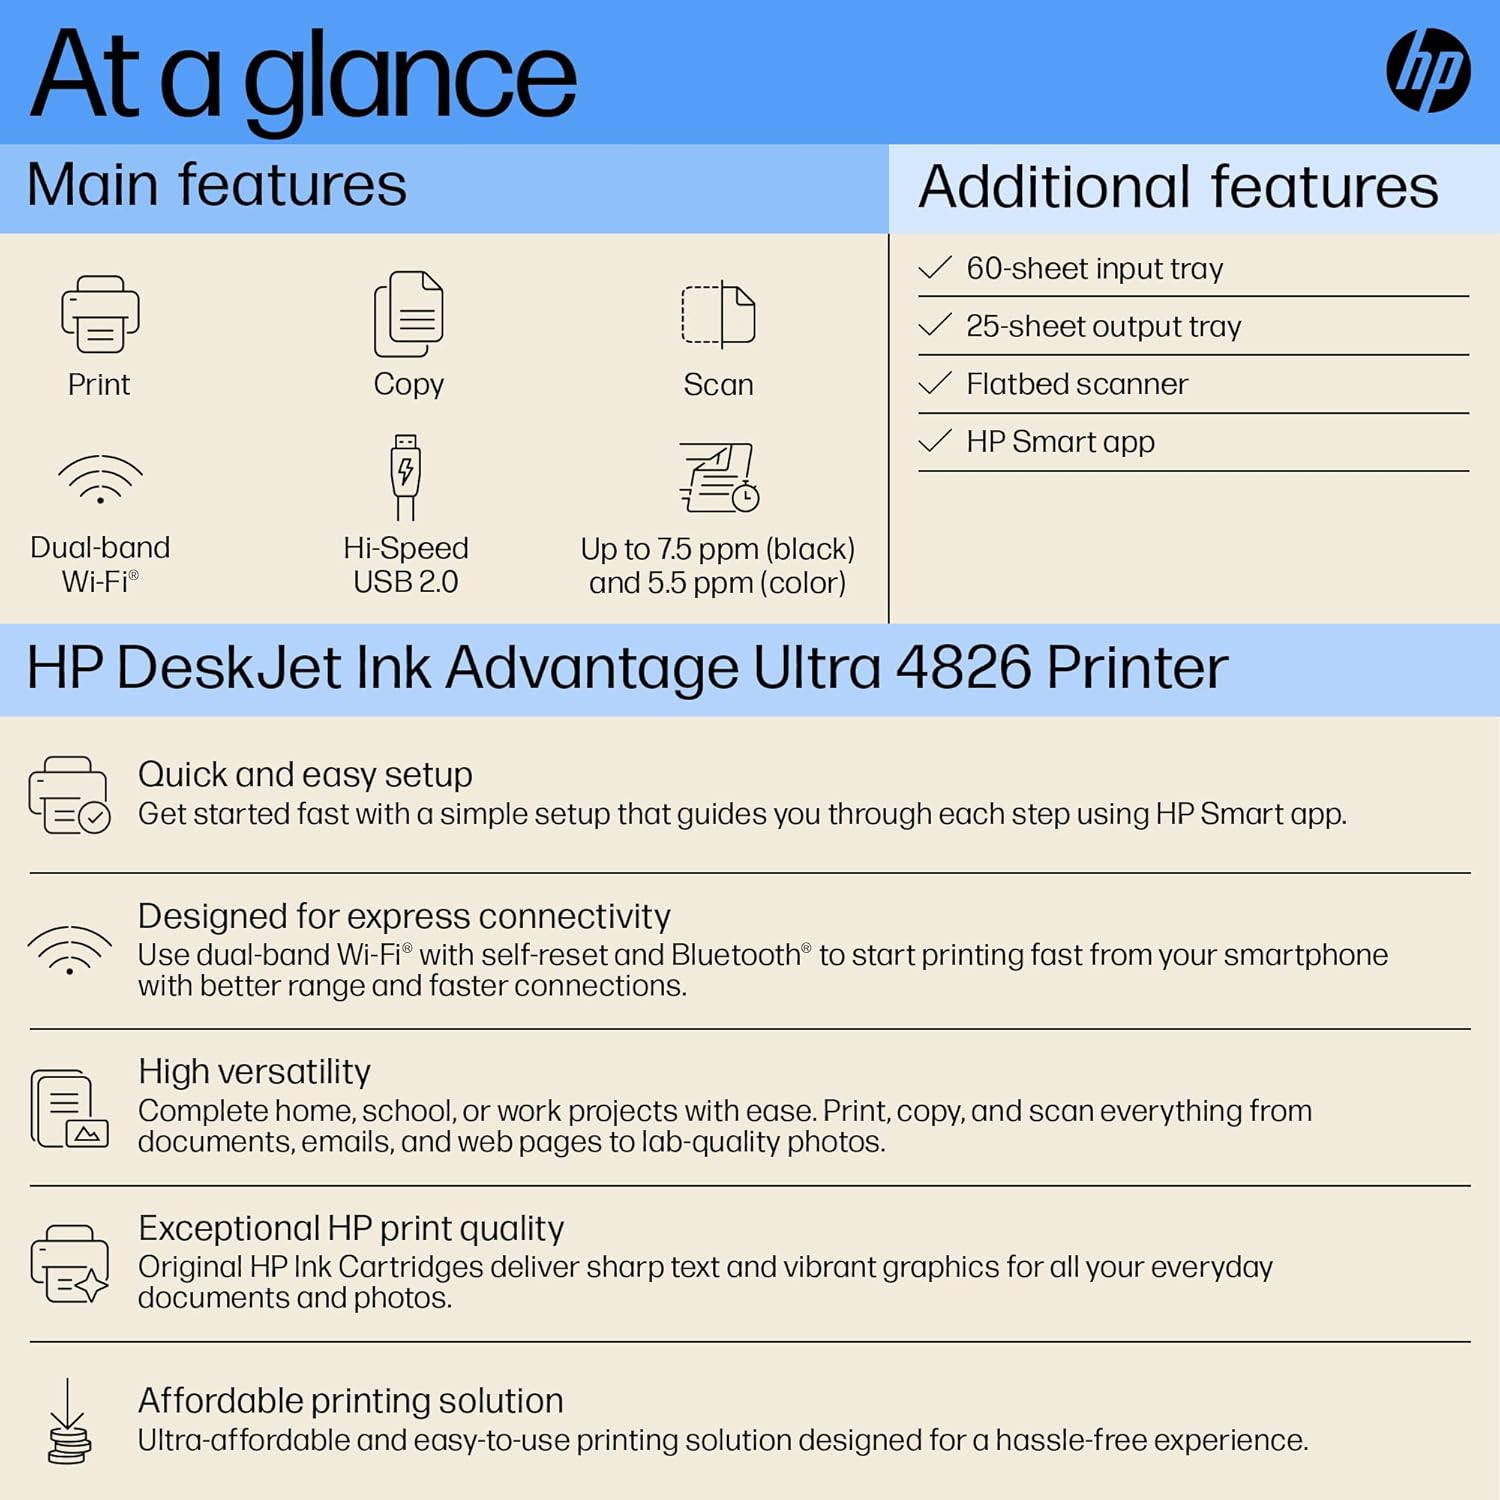 At a glance
hp
Main features
Additional features
Print
Copy
Scan
Dual-band
Wi-Fi®
Hi-Speed
USB 2.0
Up to 7.5 ppm (black)
and 5.5 ppm (color)
60-sheet input tray
25-sheet output tray
Flatbed scanner
HP Smart app
HP DeskJet Ink Advantage Ultra 4826 Printer
Quick and easy setup
Get started fast with a simple setup that guides you through each step using HP Smart app.
Designed for express connectivity
Use dual-band Wi-Fi® with self-reset and Bluetooth® to start printing fast from your smartphone
with better range and faster connections.
High versatility
Complete home, school, or work projects with ease. Print, copy, and scan everything from
documents, emails, and web pages to lab-quality photos.
Exceptional HP print quality
Original HP Ink Cartridges deliver sharp text and vibrant graphics for all your everyday
documents and photos.
Affordable printing solution
Ultra-affordable and easy-to-use printing solution designed for a hassle-free experience.